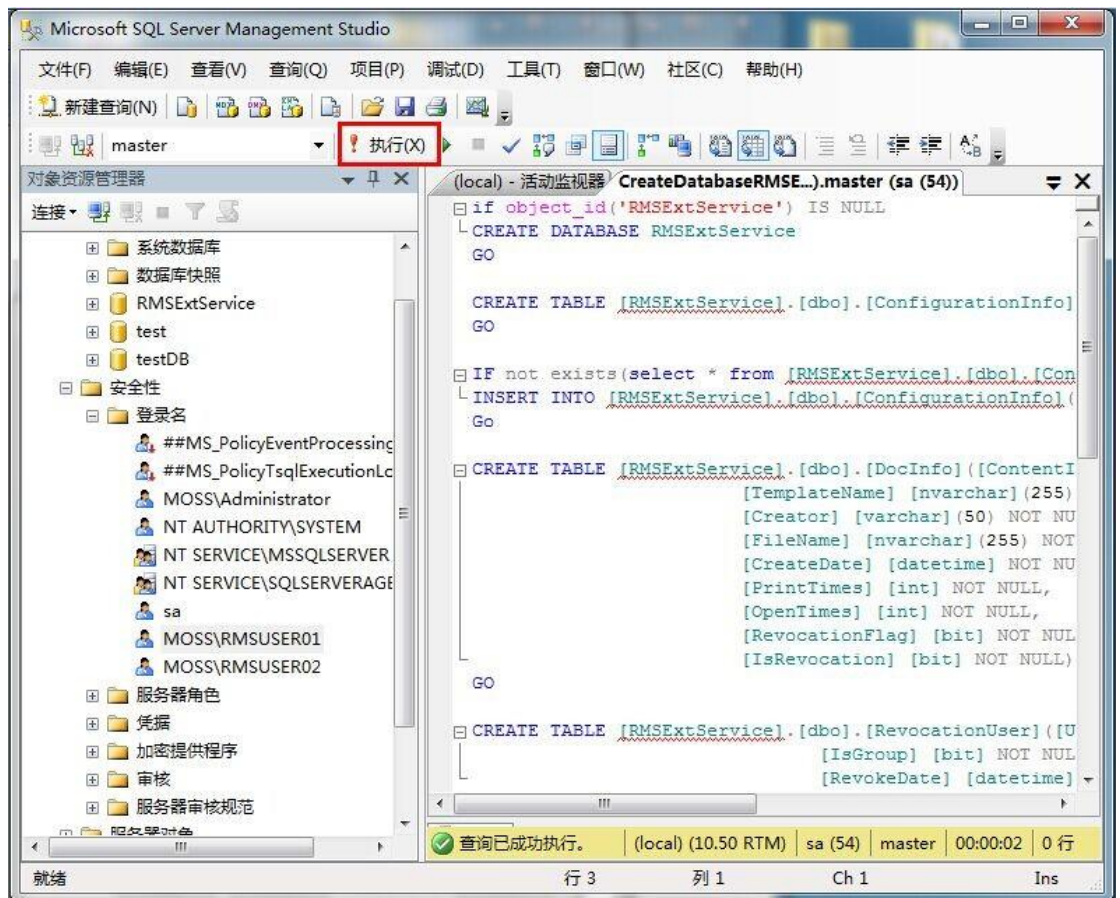 Microsoft SQL Server Management Studio
文件(F) 编辑(E) 查看(V) 查询(Q) 项目(P) 调试(D) 工具(T) 窗口(W) 社区(C) 帮助(H)
新建查询(N)
master 执行(X)
对象资源管理器
连接
系统数据库
数据库快照
RMSExtService
test
testDB
安全性
登录名
##MS_PolicyEventProcessing
##MS_PolicyTsqlExecutionLo
MOSS\Administrator
NT AUTHORITY\SYSTEM
NT SERVICE\MSSQLSERVER
NT SERVICE\SQLSERVERAGE
sa
MOSS\RMSUSER01
MOSS\RMSUSER02
服务器角色
凭据
加密提供程序
审核
服务器审核规范
服务器对象
(local) - 活动监视器 CreateDatabaseRMSE...).master (sa (54))
if object_id('RMSExtService') IS NULL
CREATE DATABASE RMSExtService
GO
CREATE TABLE [RMSExtService].[dbo].[ConfigurationInfo]
GO
IF not exists(select * from [RMSExtService].[dbo].[Con
INSERT INTO [RMSExtService].[dbo].[ConfigurationInfo](
Go
CREATE TABLE [RMSExtService].[dbo].[DocInfo]([ContentI
[TemplateName] [nvarchar](255)
[Creator] [varchar](50) NOT NU
[FileName] [nvarchar](255) NOT
[CreateDate] [datetime] NOT NU
[PrintTimes] [int] NOT NULL,
[OpenTimes] [int] NOT NULL,
[RevocationFlag] [bit] NOT NUL
[IsRevocation] [bit] NOT NULL)
GO
CREATE TABLE [RMSExtService].[dbo].[RevocationUser]([U
[IsGroup] [bit] NOT NUL
[RevokeDate] [datetime]
查询已成功执行。 (local) (10.50 RTM) sa (54) master 00:00:02 0 行
就绪 行 3 列 1 Ch 1 Ins